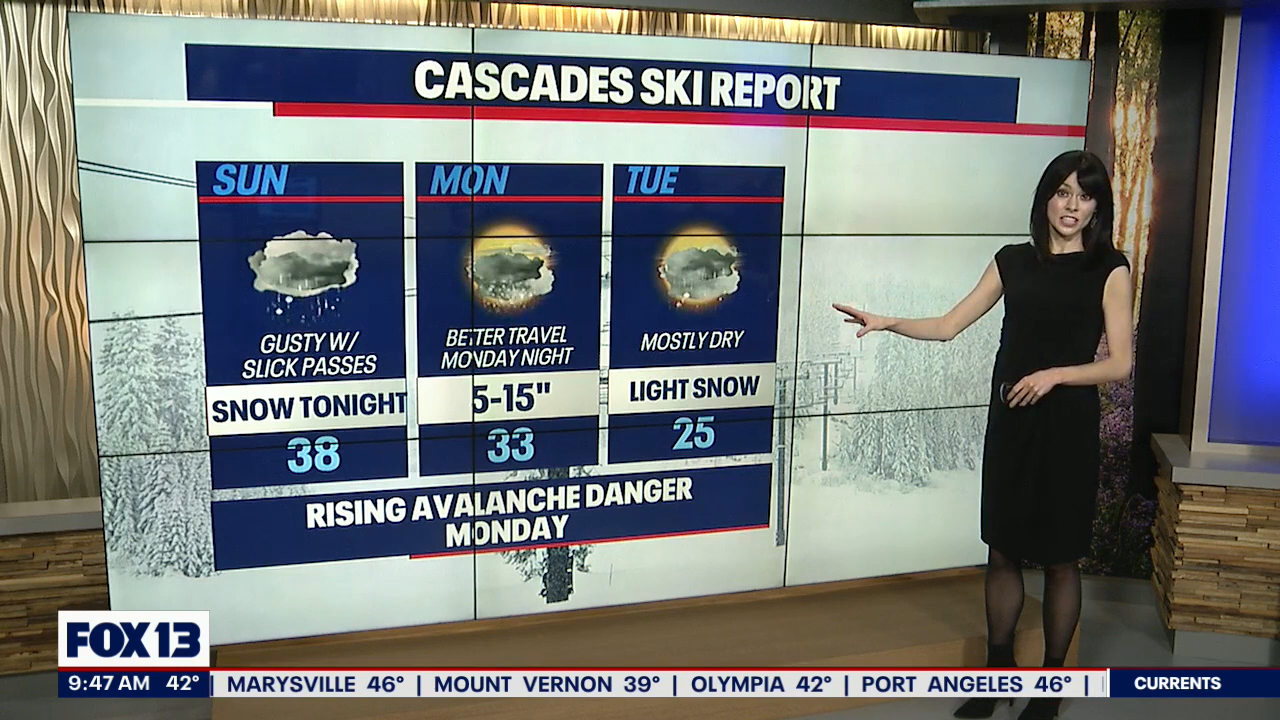 CASCADES SKI REPORT
SUN
GUSTY W/
SLICK PASSES
SNOW TONIGHT
38
MON
BETTER TRAVEL
MONDAY NIGHT
5-15"
33
TUE
MOSTLY DRY
LIGHT SNOW
25
RISING AVALANCHE DANGER
MONDAY
FOX 13
9:47 AM 42° | MARYSVILLE 46° | MOUNT VERNON 39° | OLYMPIA 42° | PORT ANGELES 46° | CURRENTS